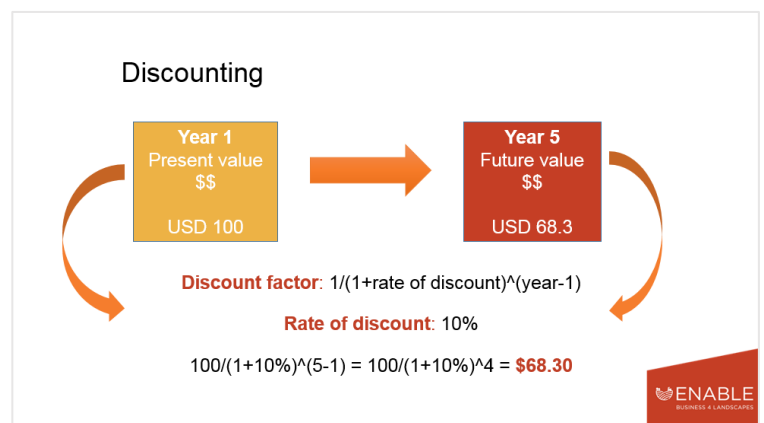 Discounting
Year 1
Present value
$$
USD 100
Year 5
Future value
$$
USD 68.3
Discount factor: 1/(1+rate of discount)^(year-1)
Rate of discount: 10%
100/(1+10%)^(5-1) = 100/(1+10%)^4 = $68.30
ENABLE
BUSINESS 4 LANDSCAPES